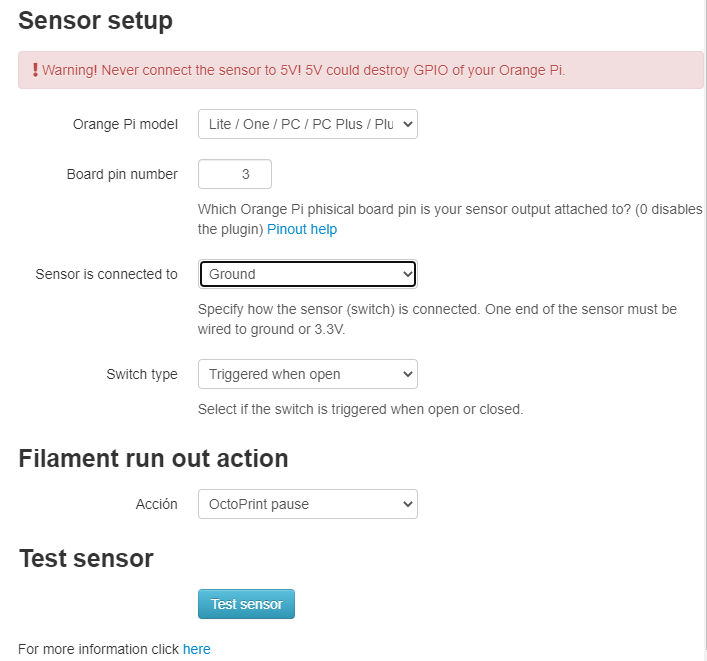 Sensor setup
! Warning! Never connect the sensor to 5V! 5V could destroy GPIO of your Orange Pi.
Orange Pi model Lite / One / PC / PC Plus / Plu
Board pin number 3
Which Orange Pi phisical board pin is your sensor output attached to? (0 disables
the plugin) Pinout help
Sensor is connected to Ground
Specify how the sensor (switch) is connected. One end of the sensor must be
wired to ground or 3.3V.
Switch type Triggered when open
Select if the switch is triggered when open or closed.
Filament run out action
Acción OctoPrint pause
Test sensor
Test sensor
For more information click here